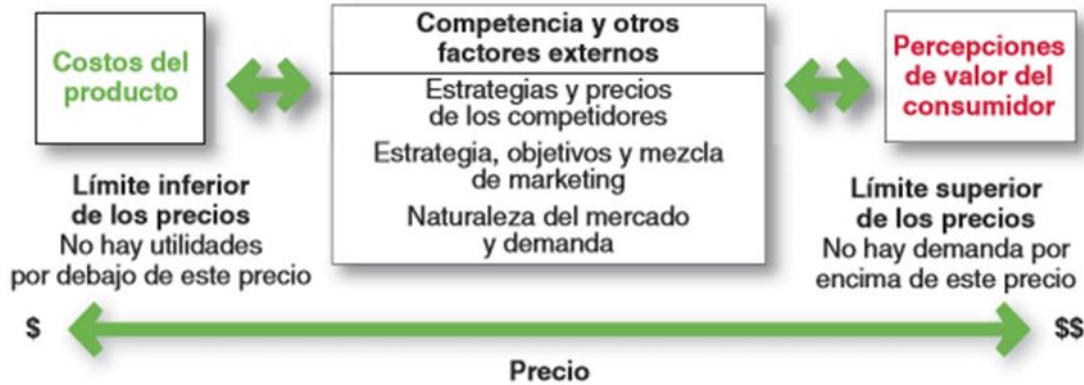 Costos del
producto
Límite inferior
de los precios
No hay utilidades
por debajo de este precio
Competencia y otros
factores externos
Estrategias y precios
de los competidores
Estrategia, objetivos y mezcla
de marketing
Naturaleza del mercado
y demanda
Percepciones
de valor del
consumidor
Límite superior
de los precios
No hay demanda por
encima de este precio
$
$$
Precio